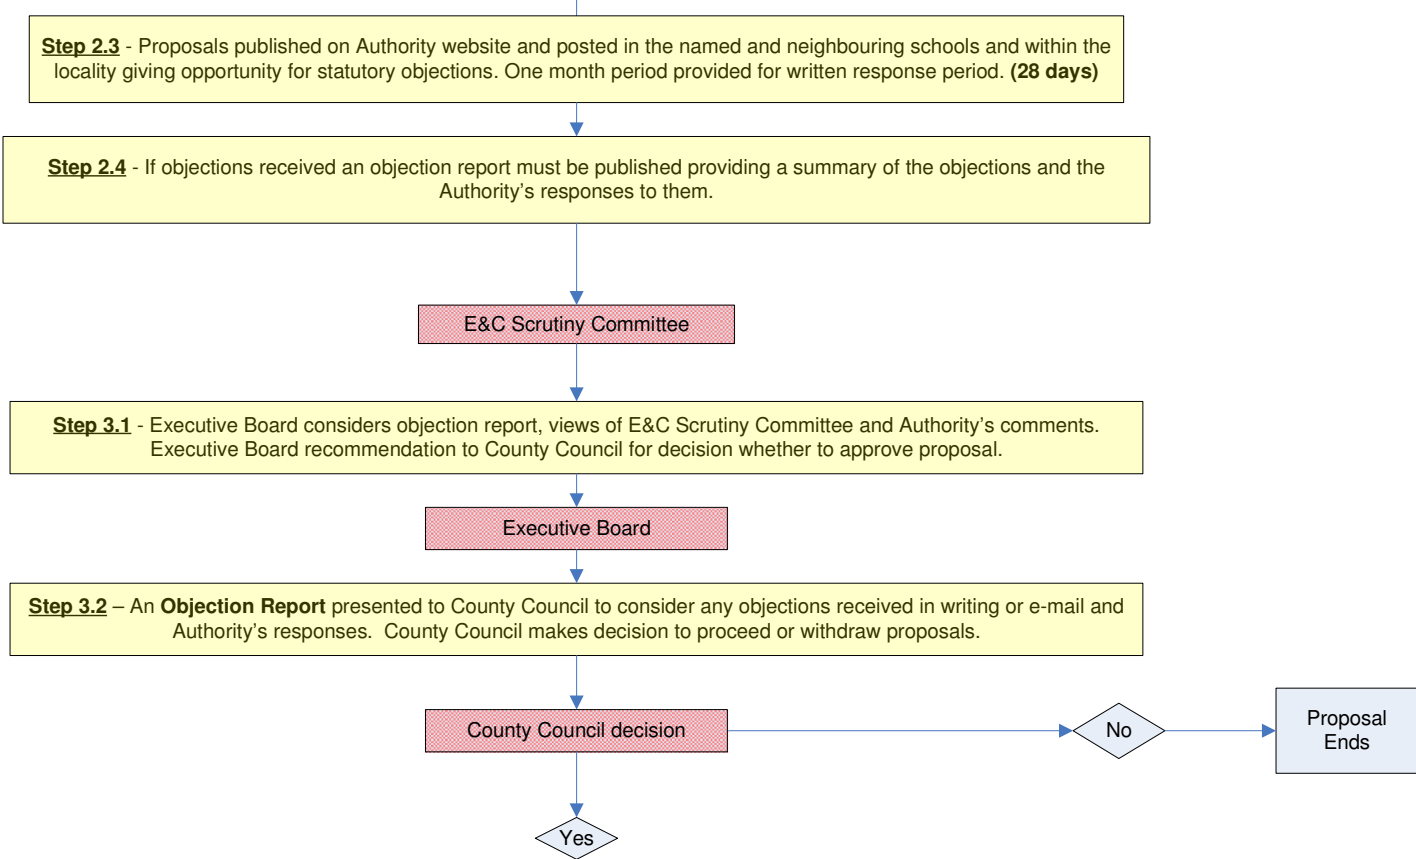 Step 2.3 - Proposals published on Authority website and posted in the named and neighbouring schools and within the
locality giving opportunity for statutory objections. One month period provided for written response period. (28 days)
Step 2.4 - If objections received an objection report must be published providing a summary of the objections and the
Authority’s responses to them.
E&C Scrutiny Committee
Step 3.1 - Executive Board considers objection report, views of E&C Scrutiny Committee and Authority’s comments.
Executive Board recommendation to County Council for decision whether to approve proposal.
Executive Board
Step 3.2 – An Objection Report presented to County Council to consider any objections received in writing or e-mail and
Authority’s responses.  County Council makes decision to proceed or withdraw proposals.
County Council decision
No
Proposal
Ends
Yes